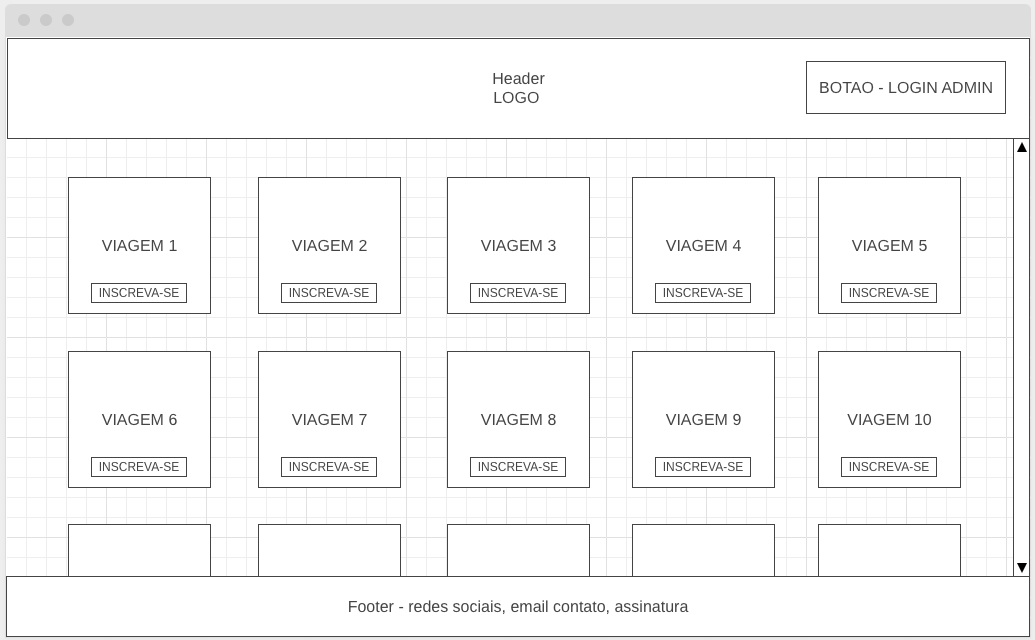 Header
LOGO
BOTAO - LOGIN ADMIN
VIAGEM 1
INSCREVA-SE
VIAGEM 2
INSCREVA-SE
VIAGEM 3
INSCREVA-SE
VIAGEM 4
INSCREVA-SE
VIAGEM 5
INSCREVA-SE
VIAGEM 6
INSCREVA-SE
VIAGEM 7
INSCREVA-SE
VIAGEM 8
INSCREVA-SE
VIAGEM 9
INSCREVA-SE
VIAGEM 10
INSCREVA-SE
Footer - redes sociais, email contato, assinatura